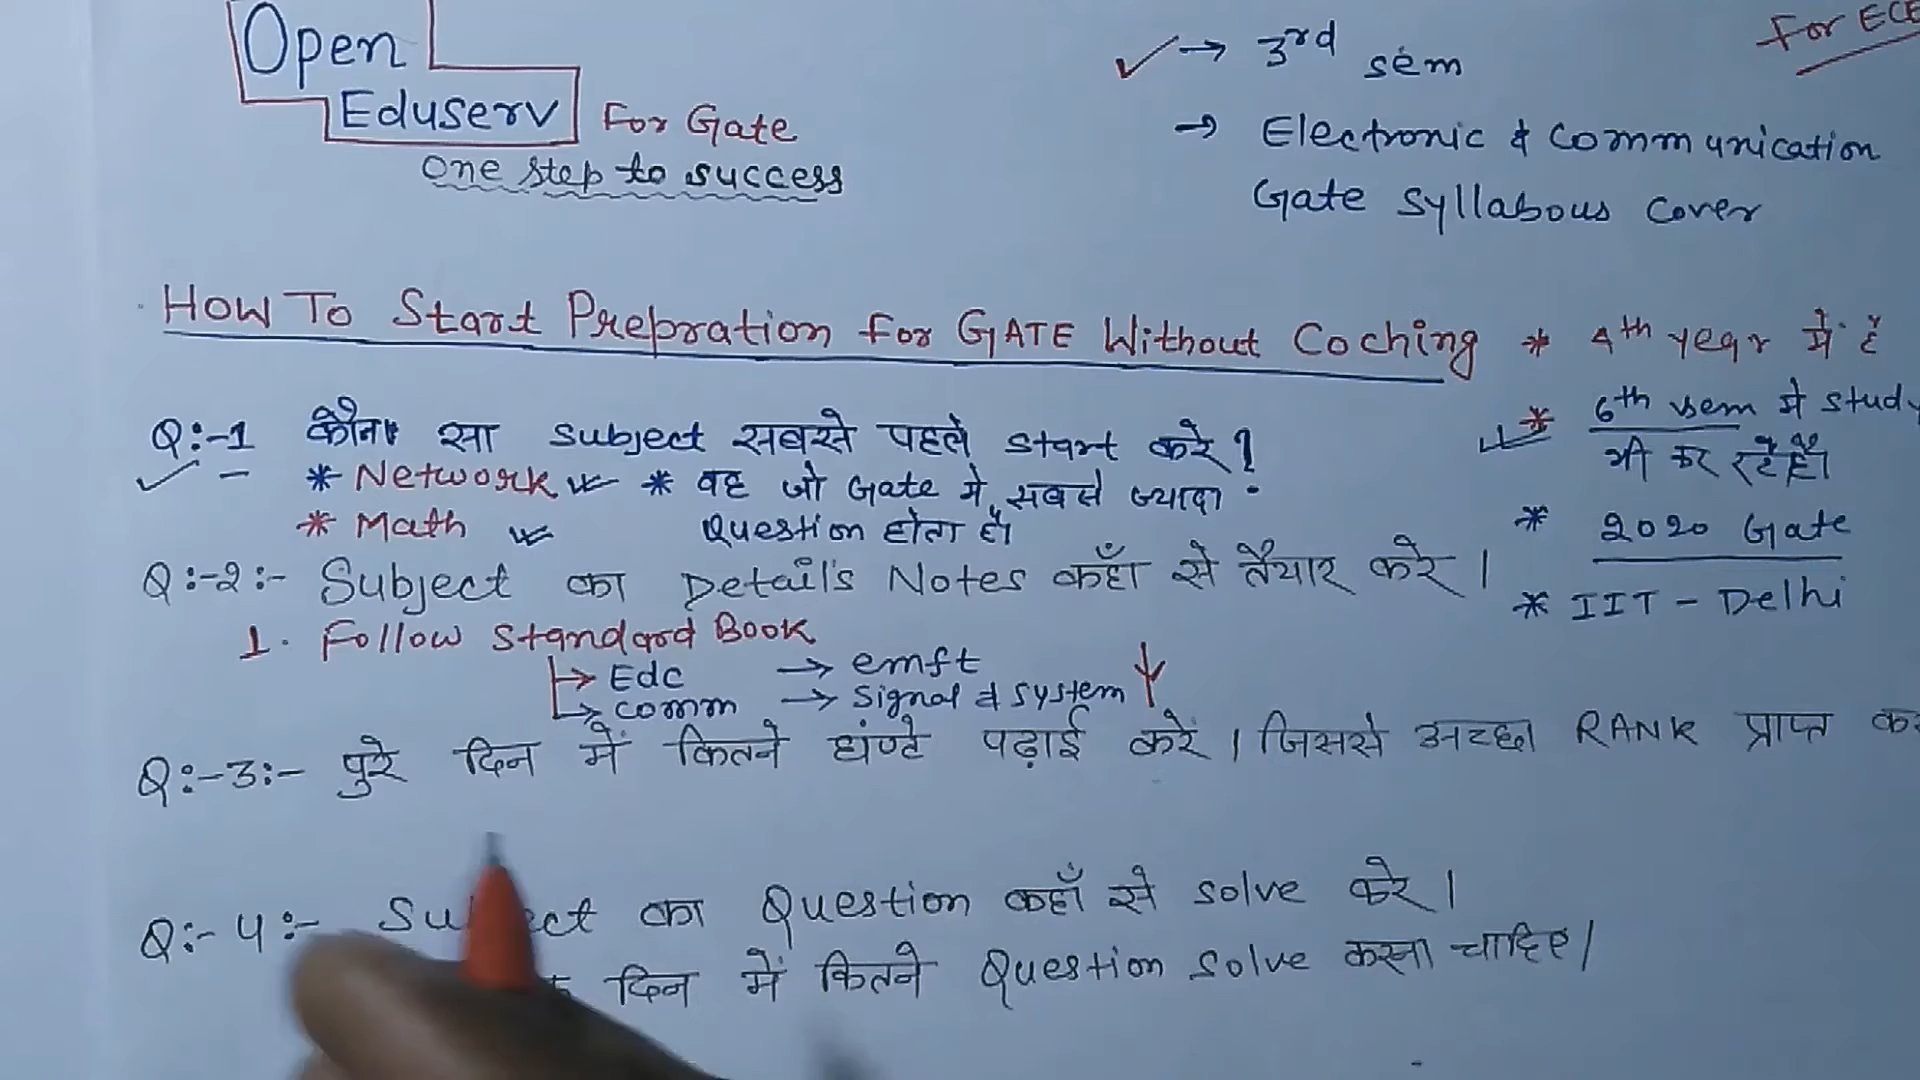 Open
Eduserv For Gate
One step to success
For ECE
→ 3rd sem
→ Electronic & Communication
Gate Syllabous Cover
HOW TO Start Prepration For GATE Without Coching
* 4th year में है
Q:-1 कौन सा subject सबसे पहले start करे?
* 6th sem मे study
भी कर रहे है।
- * Network * वह जो Gate मे सबसे ज्यादा
* Math Question होता है।
* 2020 Gate
Q:-2:- Subject का Detail's Notes कहाँ से तैयार करे।
* IIT - Delhi
1. Follow Standard Book
→ Edc → emft
→ comm → Signal & System
Q:-3:- पुरे दिन में कितने घंण्टे पढ़ाई करें। जिससे अच्छा RANK प्राप्त
Q:-4:- का Question कहाँ से solve करे।
दिन में कितने Question solve करना चाहिए।